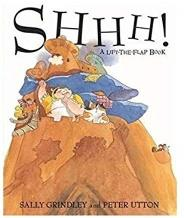 SHHH!
A LIFT-THE-FLAP BOOK
SALLY GRINDLEY AND PETER UTTON